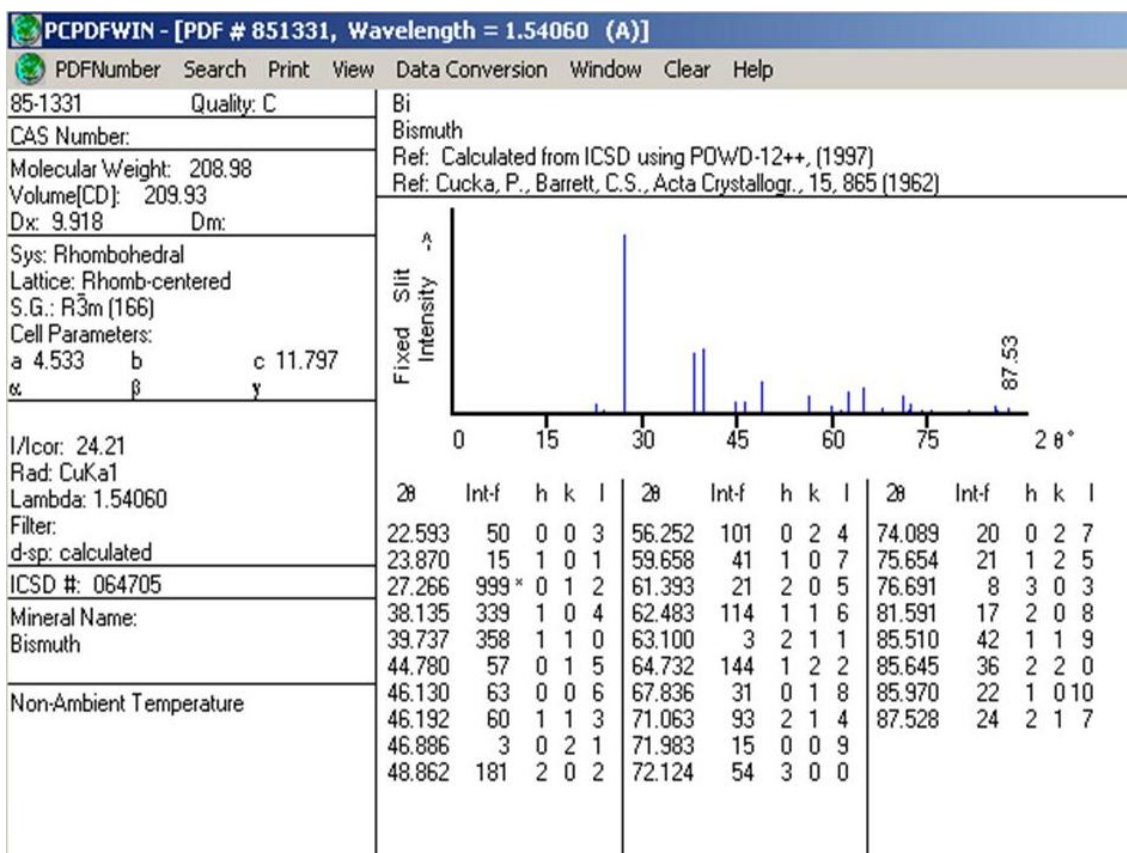 PCPDFWIN - [PDF # 851331, Wavelength = 1.54060 (A)]
PDFNumber Search Print View Data Conversion Window Clear Help
85-1331 Quality: C
CAS Number:
Molecular Weight: 208.98
Volume[CD]: 209.93
Dx: 9.918 Dm:
Sys: Rhombohedral
Lattice: Rhomb-centered
S.G.: R3̄m (166)
Cell Parameters:
a 4.533 b c 11.797
α β γ
I/Icor: 24.21
Rad: CuKa1
Lambda: 1.54060
Filter:
d-sp: calculated
ICSD #: 064705
Mineral Name:
Bismuth
Non-Ambient Temperature
Bi
Bismuth
Ref: Calculated from ICSD using POWD-12++, (1997)
Ref: Cucka, P., Barrett, C.S., Acta Crystallogr., 15, 865 (1962)
Fixed Slit
Intensity ->
87.53
0 15 30 45 60 75 2 θ°
2θ Int-f h k l
22.593 50 0 0 3
23.870 15 1 0 1
27.266 999 * 0 1 2
38.135 339 1 0 4
39.737 358 1 1 0
44.780 57 0 1 5
46.130 63 0 0 6
46.192 60 1 1 3
46.886 3 0 2 1
48.862 181 2 0 2
2θ Int-f h k l
56.252 101 0 2 4
59.658 41 1 0 7
61.393 21 2 0 5
62.483 114 1 1 6
63.100 3 2 1 1
64.732 144 1 2 2
67.836 31 0 1 8
71.063 93 2 1 4
71.983 15 0 0 9
72.124 54 3 0 0
2θ Int-f h k l
74.089 20 0 2 7
75.654 21 1 2 5
76.691 8 3 0 3
81.591 17 2 0 8
85.510 42 1 1 9
85.645 36 2 2 0
85.970 22 1 0 10
87.528 24 2 1 7